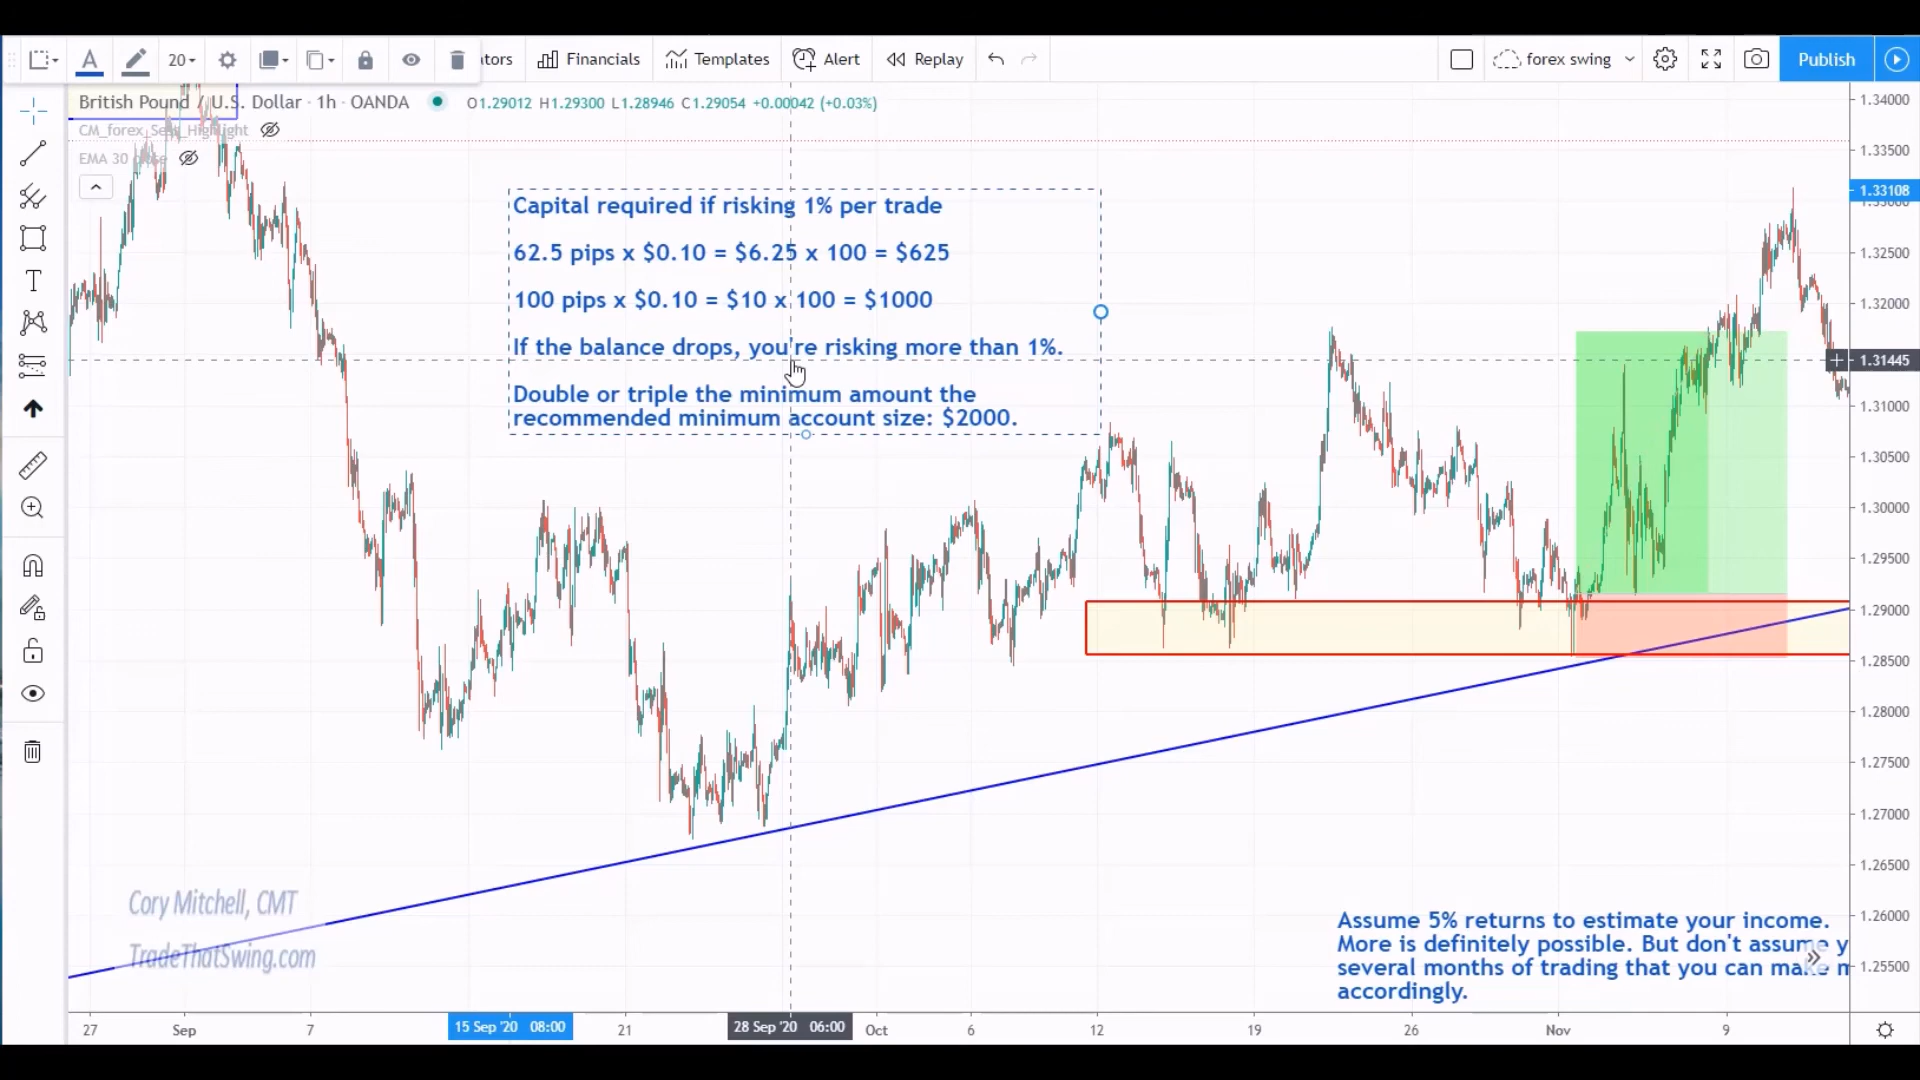 20
tors
Financials
Templates
Alert
Replay
forex swing
Publish
British Pound / U.S. Dollar · 1h · OANDA
O1.29012 H1.29300 L1.28946 C1.29054 +0.00042 (+0.03%)
CM_forex_Sess_Highlight
EMA 30 close
Capital required if risking 1% per trade
62.5 pips x $0.10 = $6.25 x 100 = $625
100 pips x $0.10 = $10 x 100 = $1000
If the balance drops, you're risking more than 1%.
Double or triple the minimum amount the
recommended minimum account size: $2000.
1.34000
1.33500
1.33108
1.33000
1.32500
1.32000
1.31445
1.31000
1.30500
1.30000
1.29500
1.29000
1.28500
1.28000
1.27500
1.27000
1.26500
1.26000
1.25500
Cory Mitchell, CMT
TradeThatSwing.com
Assume 5% returns to estimate your income.
More is definitely possible. But don't assume y
several months of trading that you can make m
accordingly.
27
Sep
7
15 Sep '20 08:00
21
28 Sep '20 06:00
Oct
6
12
19
26
Nov
9